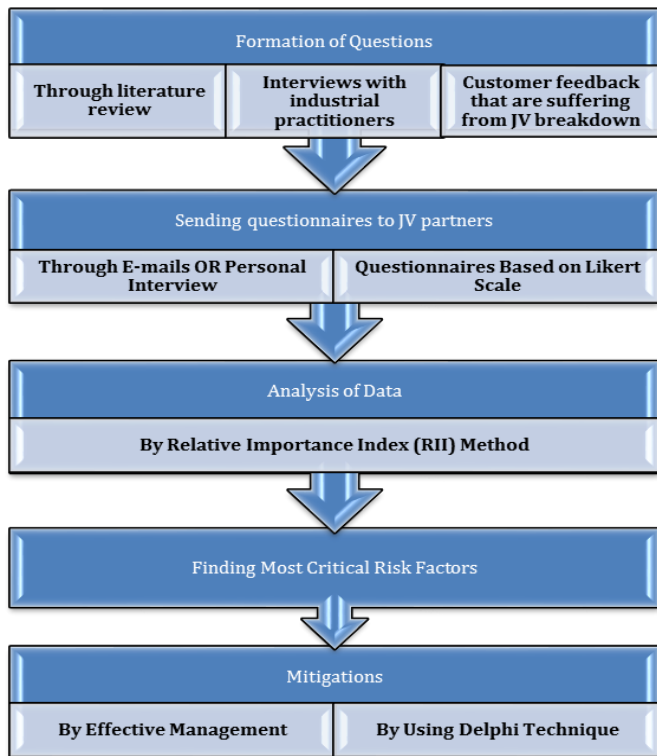 Formation of Questions
Through literature
review
Interviews with
industrial
practitioners
Customer feedback
that are suffering
from JV breakdown
Sending questionnaires to JV partners
Through E-mails OR Personal
Interview
Questionnaires Based on Likert
Scale
Analysis of Data
By Relative Importance Index (RII) Method
Finding Most Critical Risk Factors
Mitigations
By Effective Management
By Using Delphi Technique